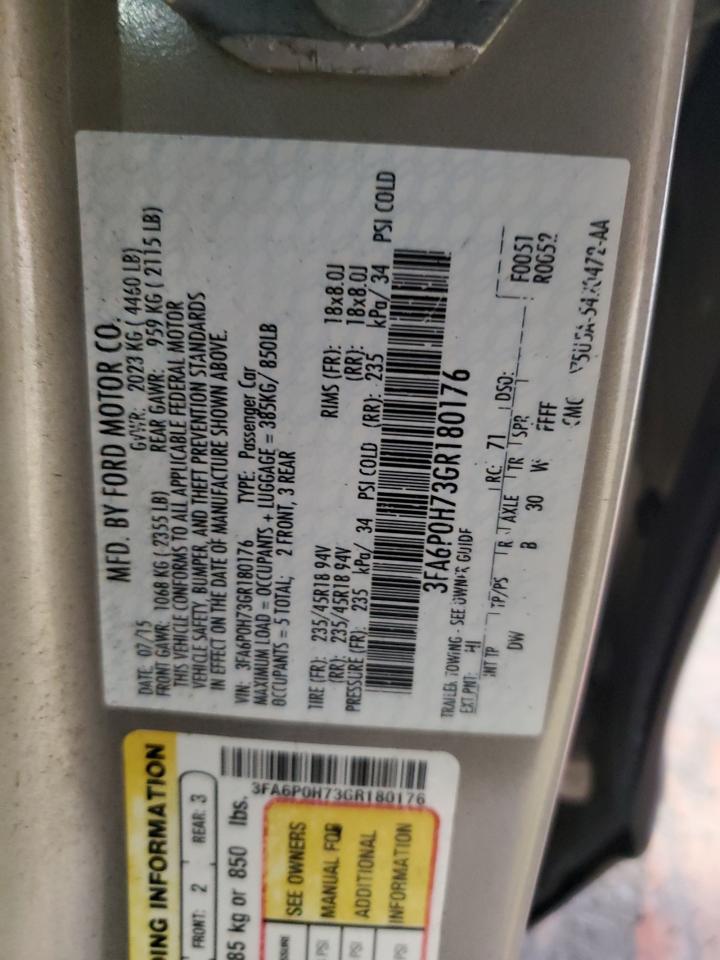 MFD. BY FORD MOTOR CO.
DATE: 07/15 GVWR: 2023 KG ( 4460 LB)
FRONT GAWR: 1068 KG ( 2355 LB) REAR GAWR: 959 KG ( 2115 LB)
THIS VEHICLE CONFORMS TO ALL APPLICABLE FEDERAL MOTOR
VEHICLE SAFETY, BUMPER, AND THEFT PREVENTION STANDARDS
IN EFFECT ON THE DATE OF MANUFACTURE SHOWN ABOVE.
VIN: 3FA6P0H73GR180176 TYPE: Passenger Car
MAXIMUM LOAD = OCCUPANTS + LUGGAGE = 385KG/ 850LB
OCCUPANTS = 5 TOTAL; 2 FRONT, 3 REAR
TIRE (FR): 235/45R18 94V RIMS (FR): 18x8.0J
(RR): 235/45R18 94V (RR): 18x8.0J
PRESSURE (FR): 235 kPa/ 34 PSI COLD (RR): 235 kPa/ 34 PSI COLD
3FA6P0H73GR180176
TRAILER TOWING - SEE OWNER GUIDE
EXT PNT: HI RC: 71 DSO:
INT TR TP/PS R AXLE TR SPR F0051
DW B 30 W FFFF R0052
3FA6P0H73GR180176
DING INFORMATION
FRONT: 2 REAR: 3
85 kg or 850 lbs.
SEE OWNERS
MANUAL FOR
ADDITIONAL
INFORMATION
PSI
PSI
PSI